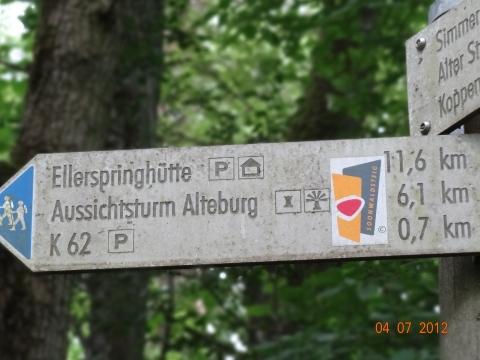 Ellerspringhütte P 11,6 km
Aussichtsturm Alteburg 6,1 km
K 62 P 0,7 km
SOONWALDSTEIG
©
Simmer
Alter St
Koppen
04 07 2012